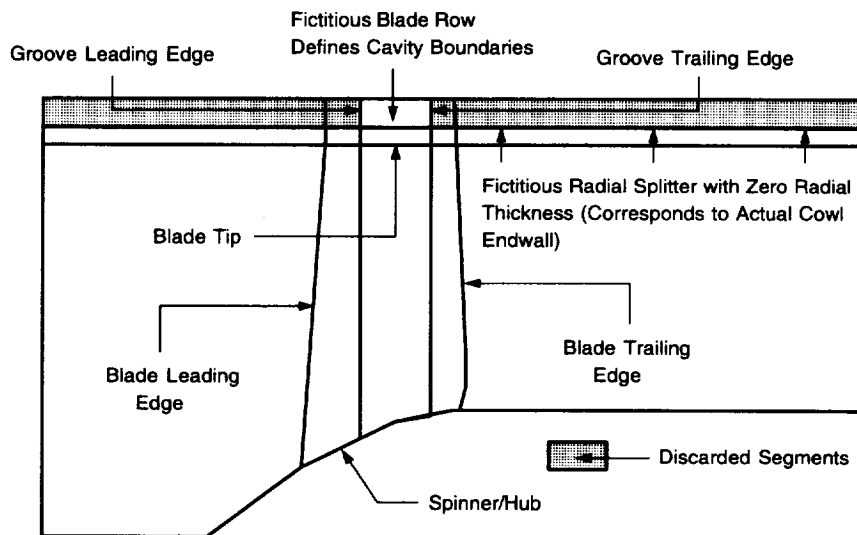 Fictitious Blade Row
Defines Cavity Boundaries
Groove Leading Edge
Groove Trailing Edge
Fictitious Radial Splitter with Zero Radial
Thickness (Corresponds to Actual Cowl
Endwall)
Blade Tip
Blade Leading
Edge
Blade Trailing
Edge
Discarded Segments
Spinner/Hub